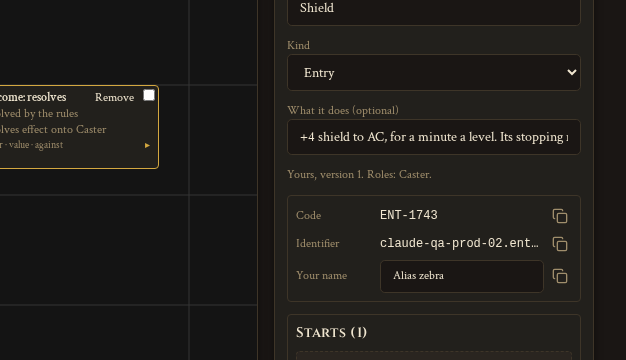 Shield
Kind
Entry
come: resolves Remove
olved by the rules
olves effect onto Caster
r · value · against
What it does (optional)
+4 shield to AC, for a minute a level. Its stopping
Yours, version 1. Roles: Caster.
Code ENT-1743
Identifier claude-qa-prod-02.ent…
Your name Alias zebra
Starts (1)